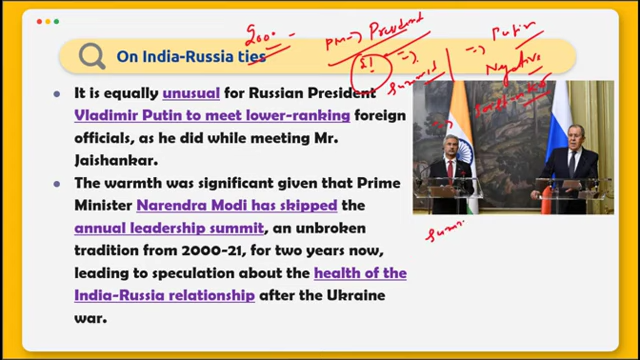 2000
PM → President
S!
⇒
Summit
⇒ Putin
Negative
On India-Russia ties
It is equally unusual for Russian President
Vladimir Putin to meet lower-ranking foreign
officials, as he did while meeting Mr.
Jaishankar.
The warmth was significant given that Prime
Minister Narendra Modi has skipped the
annual leadership summit, an unbroken
tradition from 2000-21, for two years now,
leading to speculation about the health of the
India-Russia relationship after the Ukraine
war.